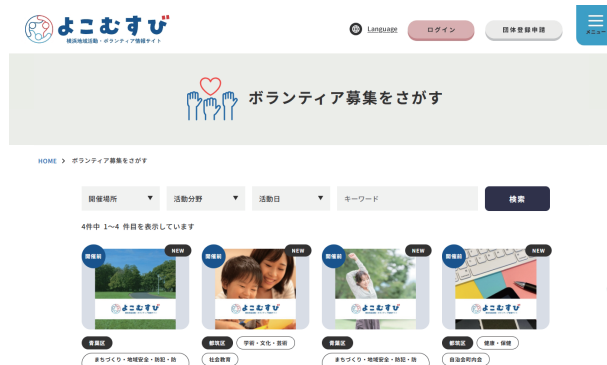 よこむすび
横浜地域活動・ボランティア情報サイト
Language
ログイン
団体登録申請
メニュー
ボランティア募集をさがす
HOME > ボランティア募集をさがす
開催場所 ▼ 活動分野 ▼ 活動日 ▼ キーワード 検索
4件中 1〜4 件目を表示しています
開催前 NEW 開催前 NEW 開催前 NEW 開催前 NEW
よこむすび よこむすび よこむすび よこむすび
青葉区 都筑区 学術・文化・芸術 青葉区 都筑区 健康・保健
まちづくり・地域安全・防犯・防 社会教育 まちづくり・地域安全・防犯・防 自治会町内会